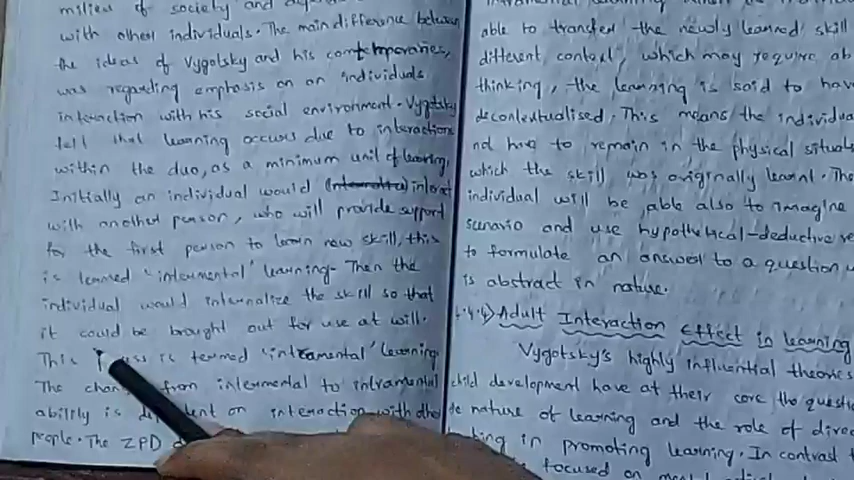 milieu of society and
with other individuals. The main difference between
the ideas of Vygotsky and his contemporaries,
was regarding emphasis on an individuals
interaction with his social environment. Vygotsky
felt that learning occurs due to interactions
within the duo, as a minimum unit of learning
Initially an individual would interact
with another person, who will provide support
for the first person to learn new skill, this
is learned 'intermental' learning. Then the
individual would internalize the skill so that
it could be brought out for use at will.
This is termed 'intramental' learning.
The from intermental to intramental
ability is on interaction with
people. The ZPD
able to transfer the newly learned skill
different context, which may require ab
thinking, the learning is said to have
decontextualised. This means the individua
to remain in the physical situat
which the skill was originally learnt. The
individual will be able also to imagine
scenario and use hypothetical-deductive re
to formulate an answer to a question
is abstract in nature.
Adult Interaction Effect in learning
Vygotsky's highly influential theories
child development have at their core the questi
nature of learning and the role of direc
in promoting learning. In contrast
focused on